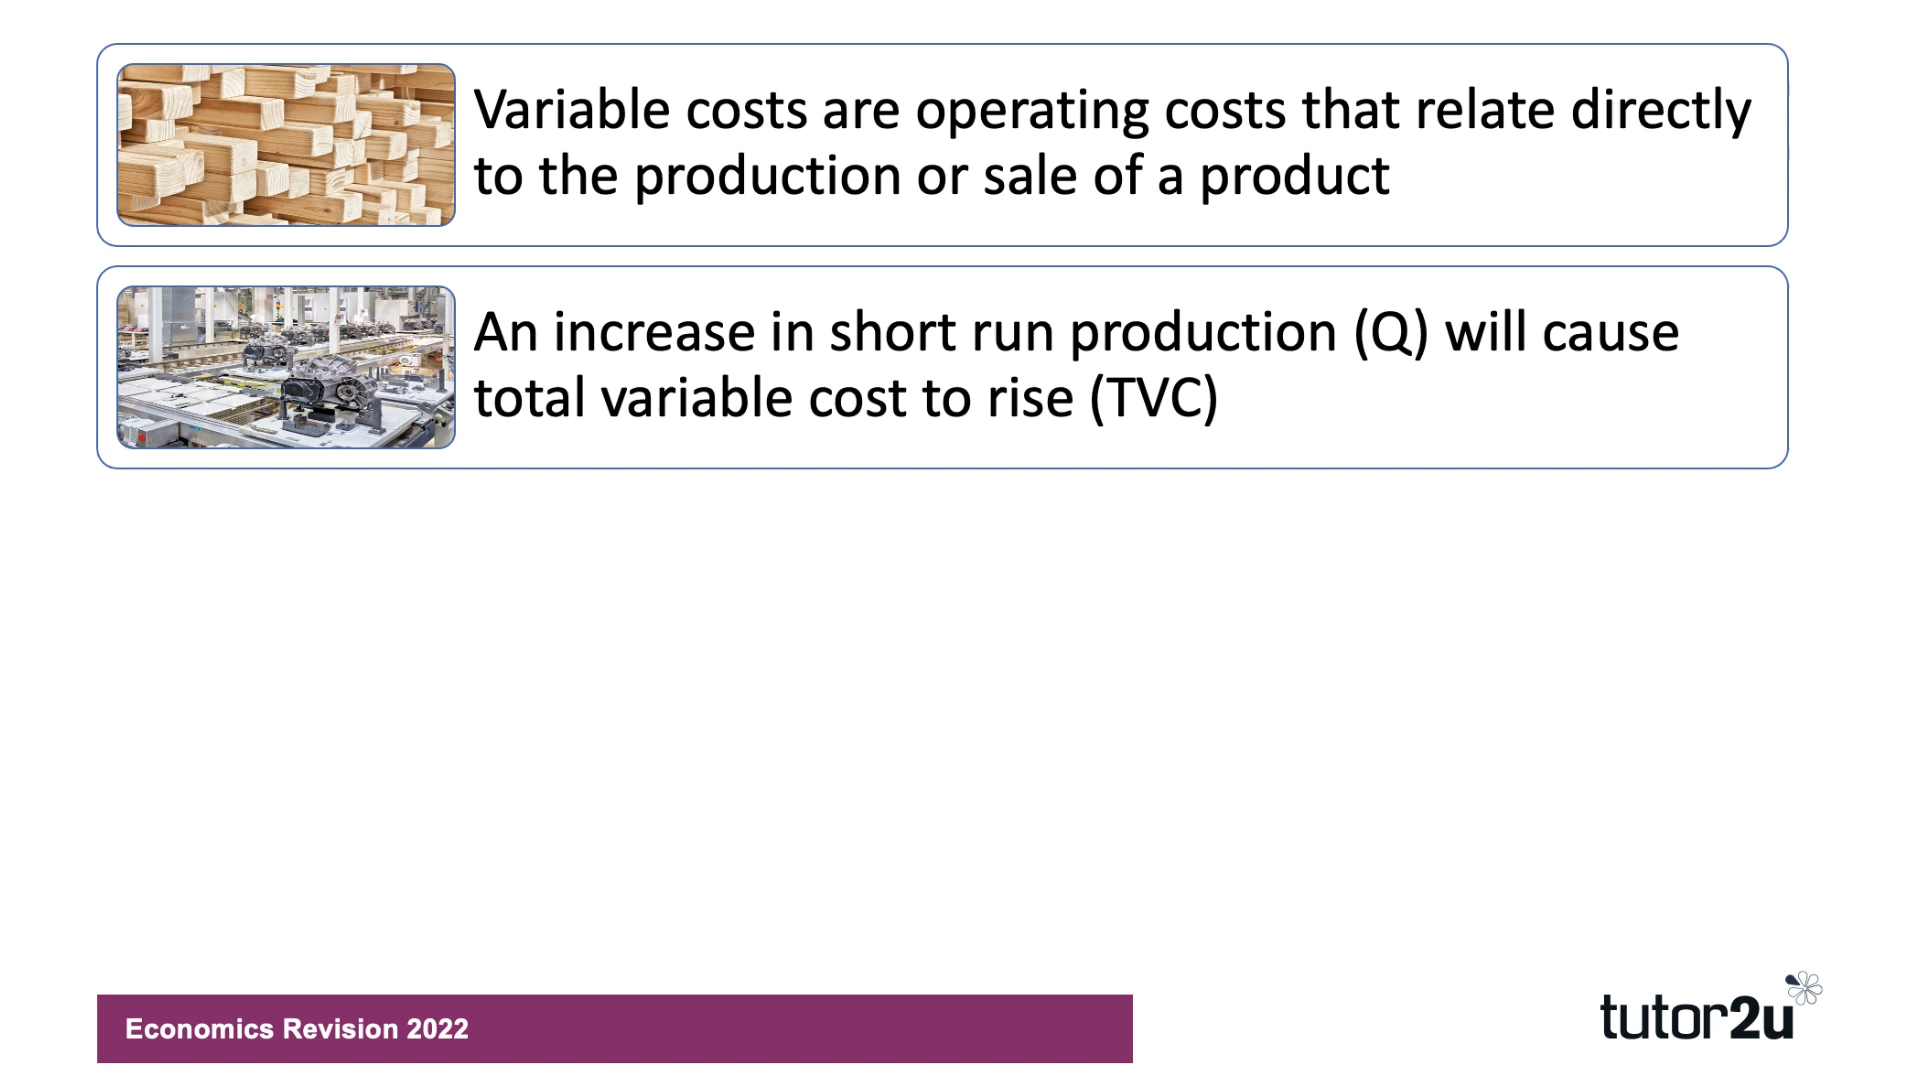 Variable costs are operating costs that relate directly
to the production or sale of a product
An increase in short run production (Q) will cause
total variable cost to rise (TVC)
Economics Revision 2022
tutor2u